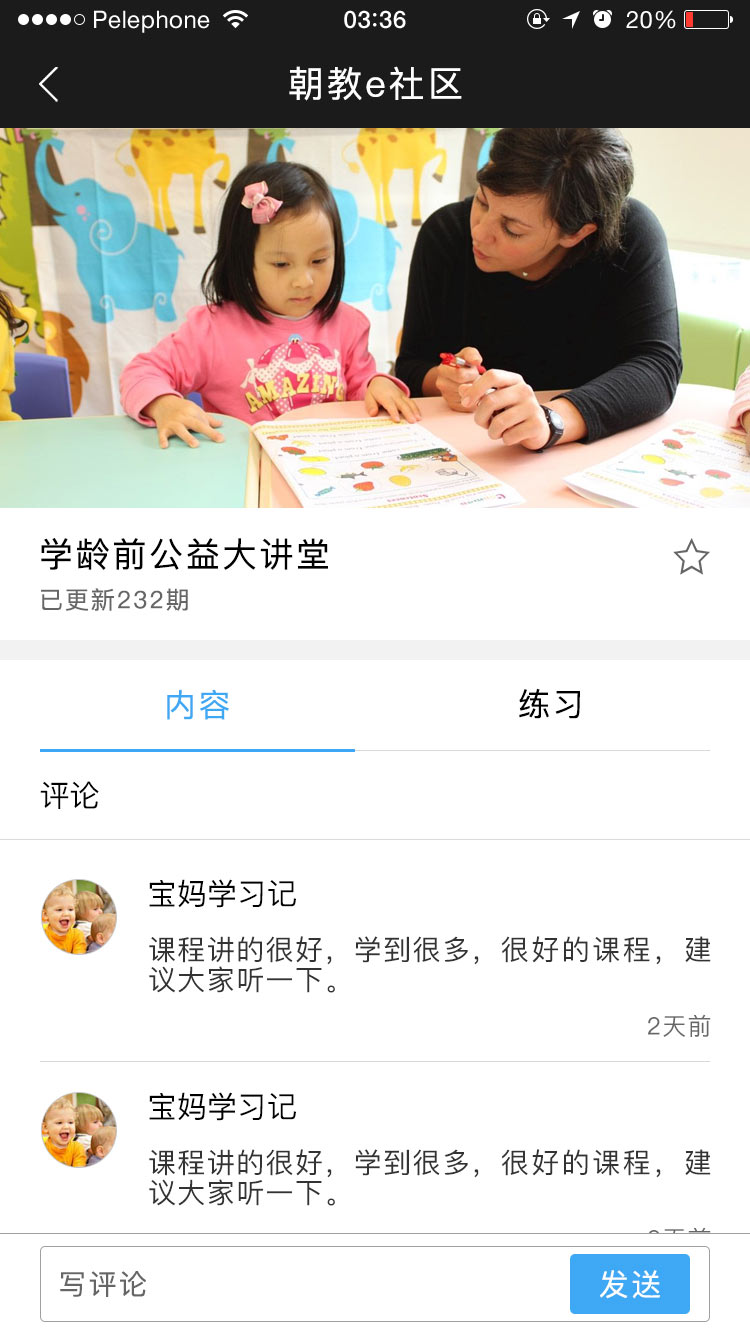 Pelephone 03:36 20%
朝教e社区
AMAZING
学龄前公益大讲堂
已更新232期
内容 练习
评论
宝妈学习记
课程讲的很好，学到很多，很好的课程，建
议大家听一下。
2天前
宝妈学习记
课程讲的很好，学到很多，很好的课程，建
议大家听一下。
写评论 发送